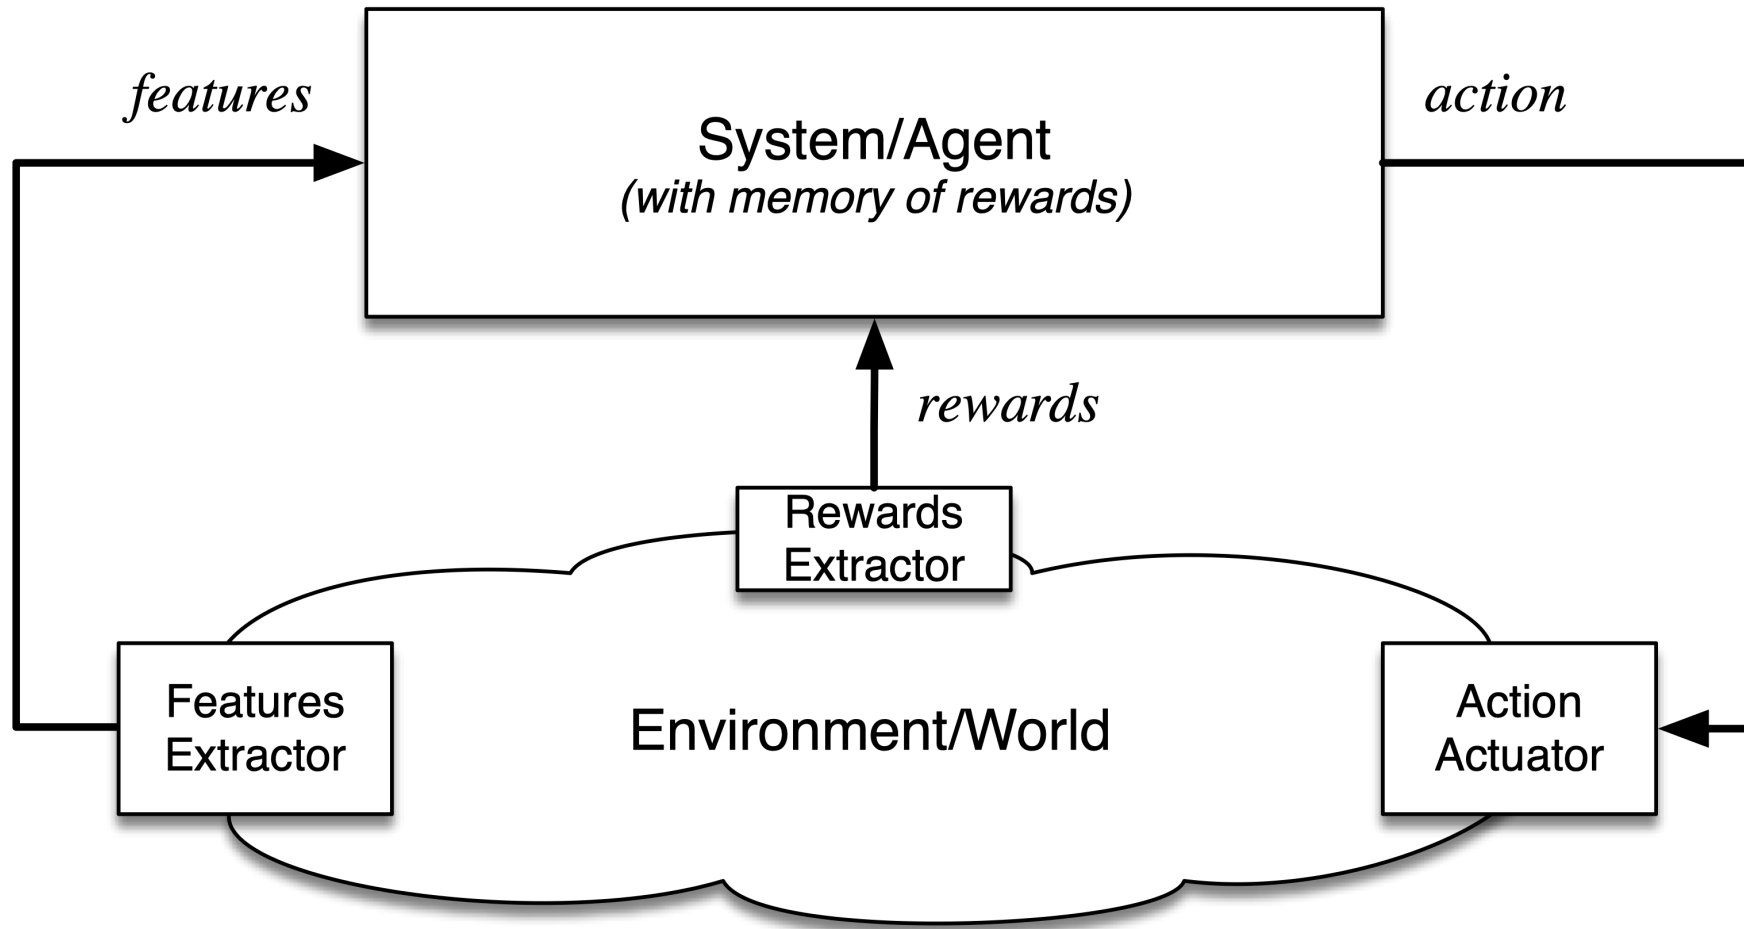 features
System/Agent
(with memory of rewards)
action
rewards
Rewards
Extractor
Features
Extractor
Environment/World
Action
Actuator